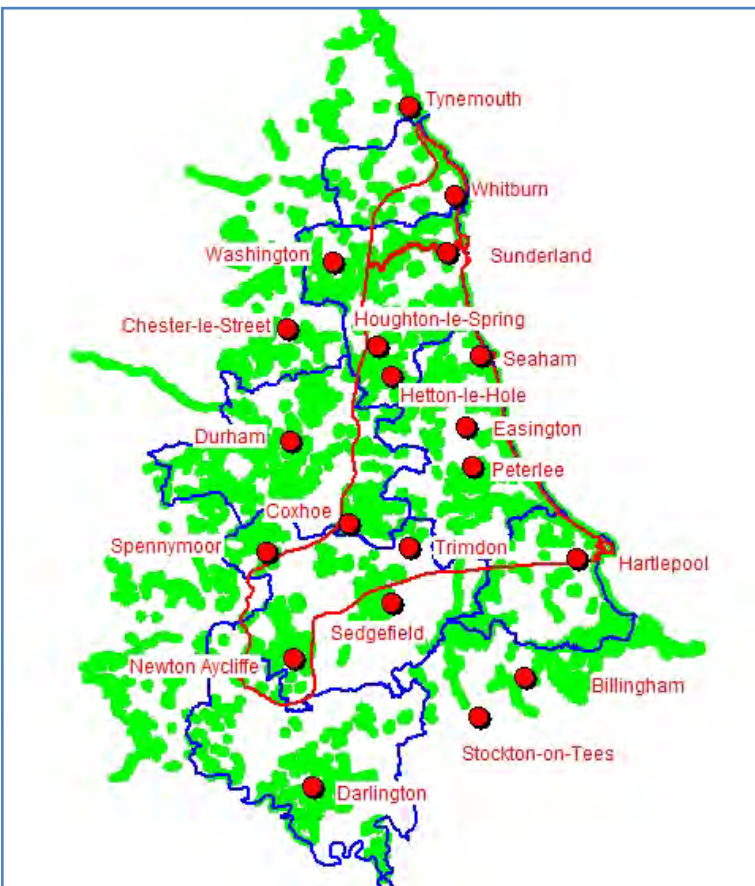 Tynemouth
Whitburn
Washington
Sunderland
Chester-le-Street
Houghton-le-Spring
Seaham
Hetton-le-Hole
Easington
Durham
Peterlee
Coxhoe
Spennymoor
Trimdon
Hartlepool
Sedgefield
Newton Aycliffe
Billingham
Stockton-on-Tees
Darlington